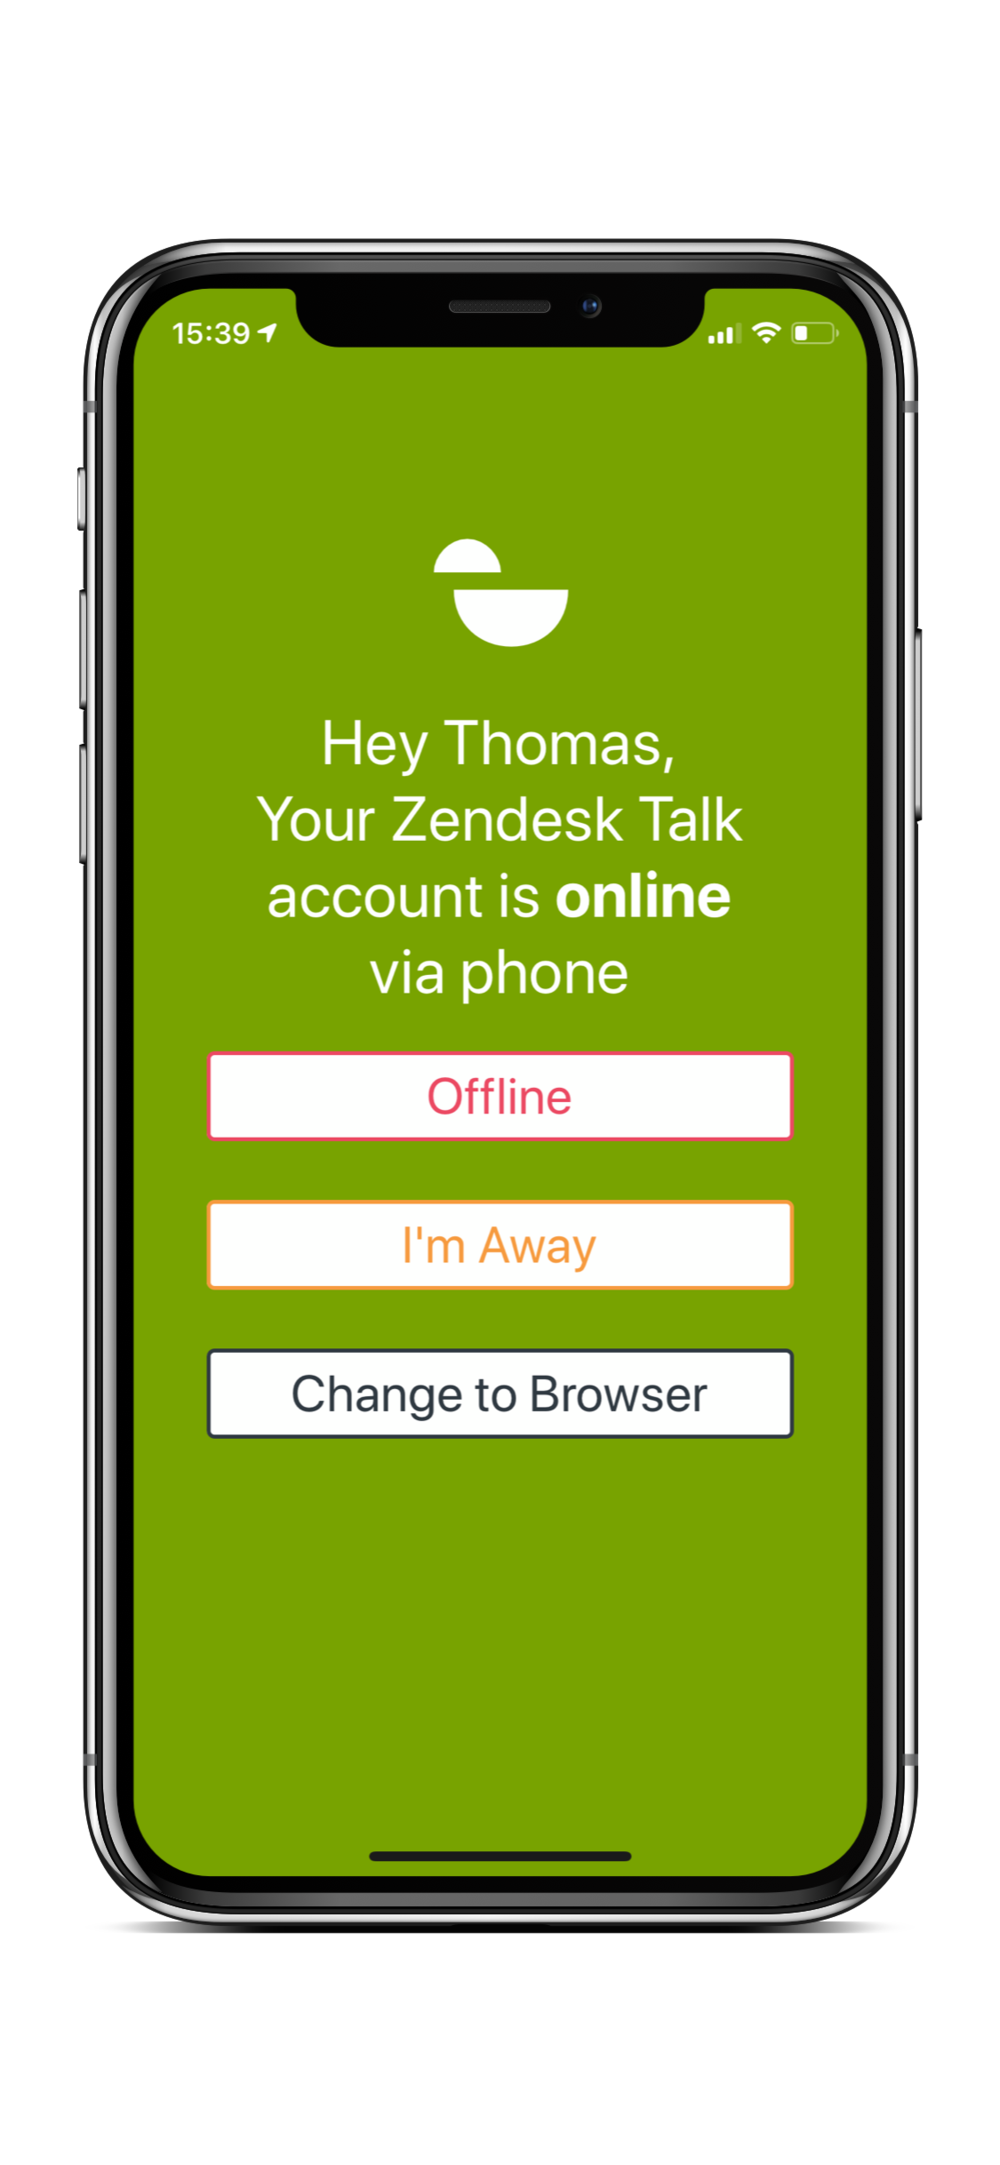 15:39
Hey Thomas,
Your Zendesk Talk
account is online
via phone
Offline
I'm Away
Change to Browser